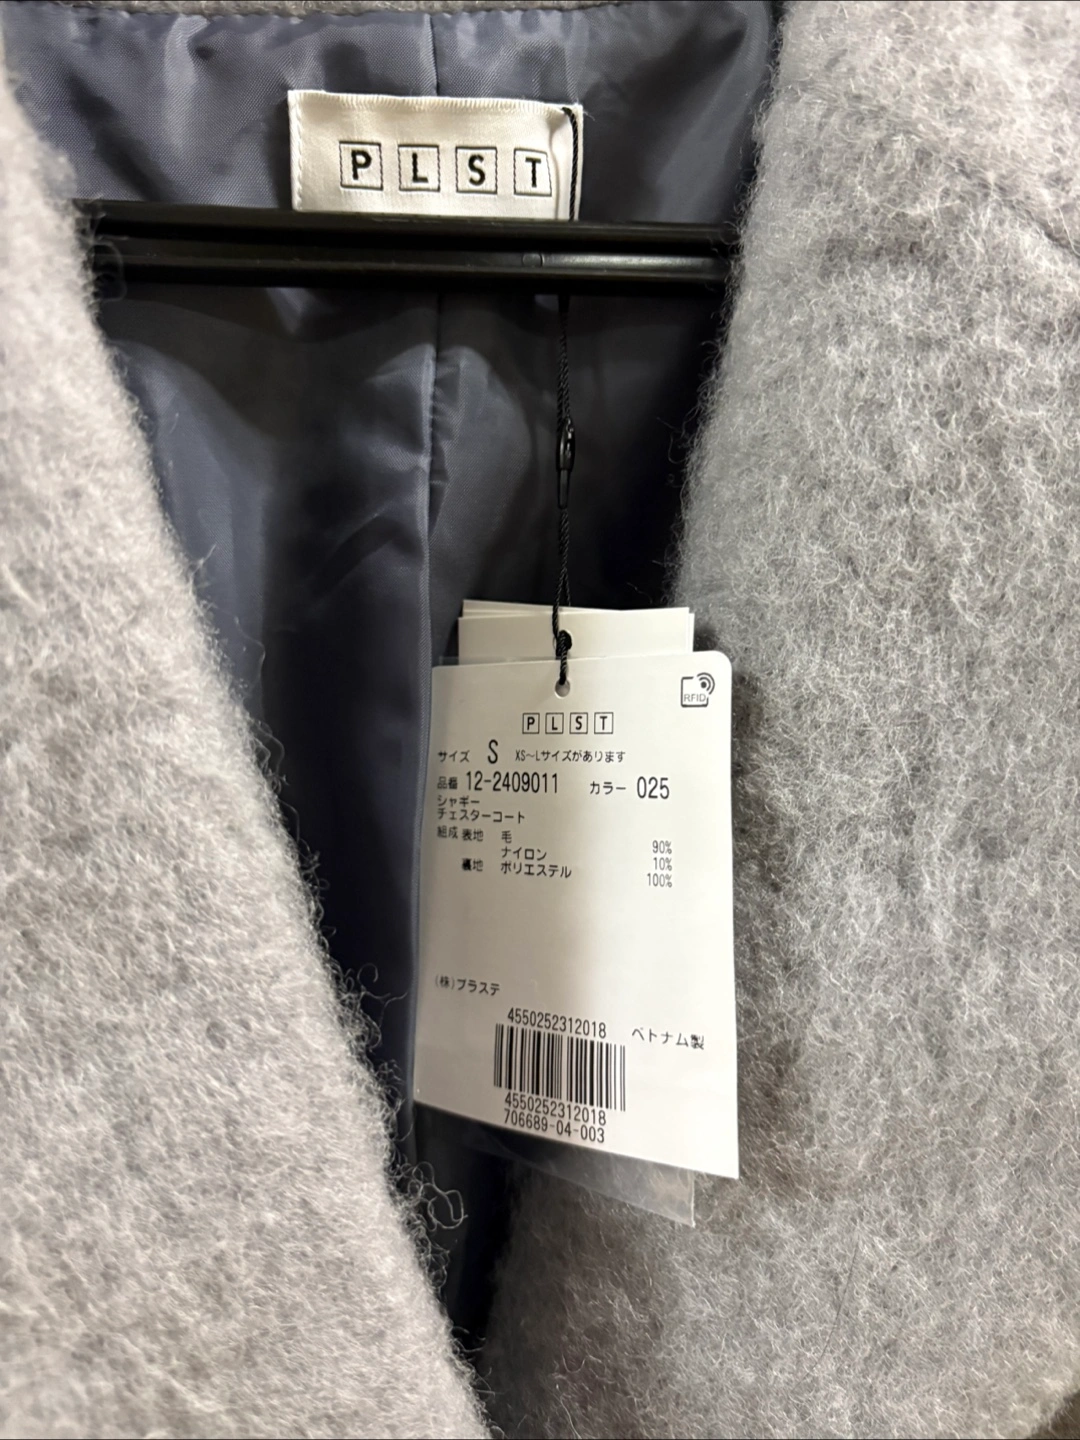 PLST
RFID
PLST
サイズ S XS~Lサイズがあります
品番 12-2409011 カラー 025
シャギー
チェスターコート
組成 表地 毛 90%
ナイロン 10%
裏地 ポリエステル 100%
(株)プラステ
4550252312018
ベトナム製
4550252312018
706689-04-003